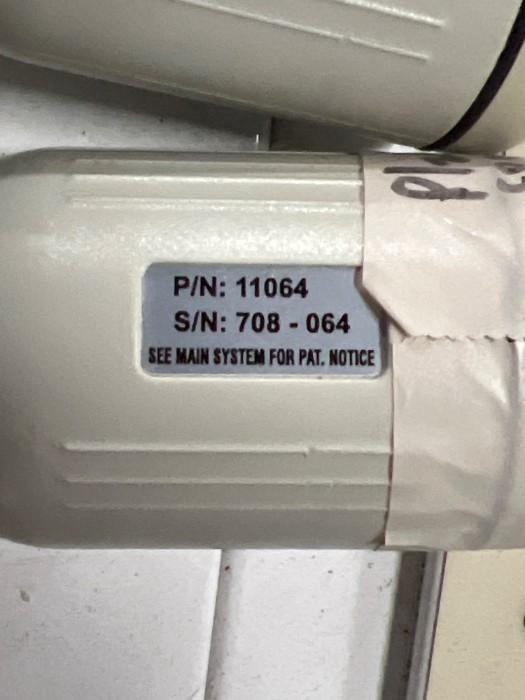 P/N: 11064
S/N: 708 - 064
SEE MAIN SYSTEM FOR PAT. NOTICE